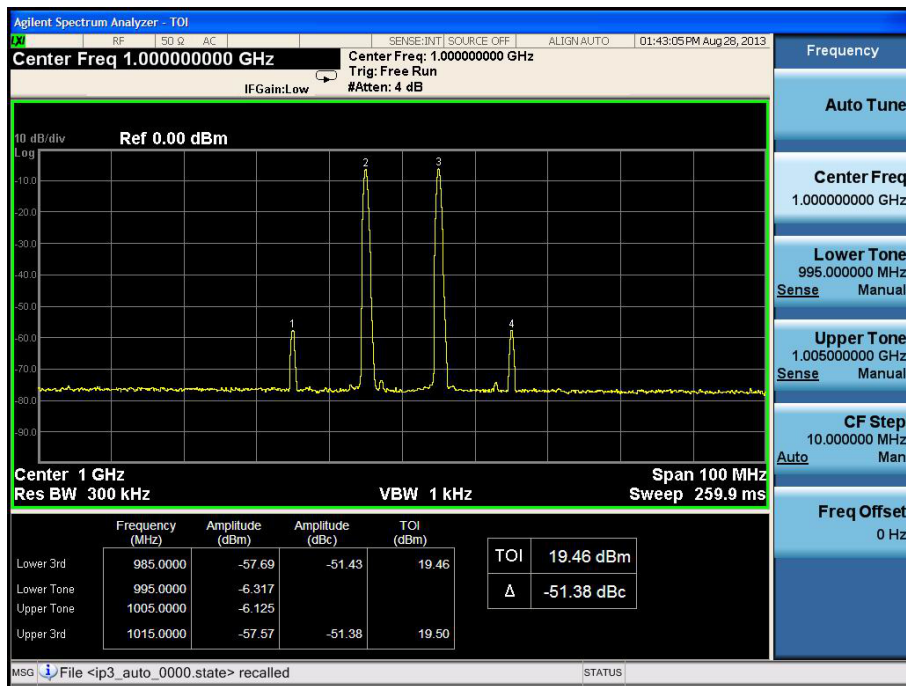 Agilent Spectrum Analyzer - TOI
LXI RF 50 Ω AC SENSE:INT SOURCE OFF ALIGN AUTO 01:43:05 PM Aug 28, 2013
Center Freq 1.000000000 GHz
Center Freq: 1.000000000 GHz
Trig: Free Run
IFGain:Low #Atten: 4 dB
10 dB/div Ref 0.00 dBm
Log
-10.0
-20.0
-30.0
-40.0
-50.0
-60.0
-70.0
-80.0
-90.0
1 2 3 4
Center 1 GHz Span 100 MHz
Res BW 300 kHz VBW 1 kHz Sweep 259.9 ms
Frequency (MHz) Amplitude (dBm) Amplitude (dBc) TOI (dBm)
Lower 3rd 985.0000 -57.69 -51.43 19.46
Lower Tone 995.0000 -6.317
Upper Tone 1005.0000 -6.125
Upper 3rd 1015.0000 -57.57 -51.38 19.50
TOI 19.46 dBm
Δ -51.38 dBc
MSG File <ip3_auto_0000.state> recalled STATUS
Frequency
Auto Tune
Center Freq
1.000000000 GHz
Lower Tone
995.000000 MHz
Sense Manual
Upper Tone
1.005000000 GHz
Sense Manual
CF Step
10.000000 MHz
Auto Man
Freq Offset
0 Hz